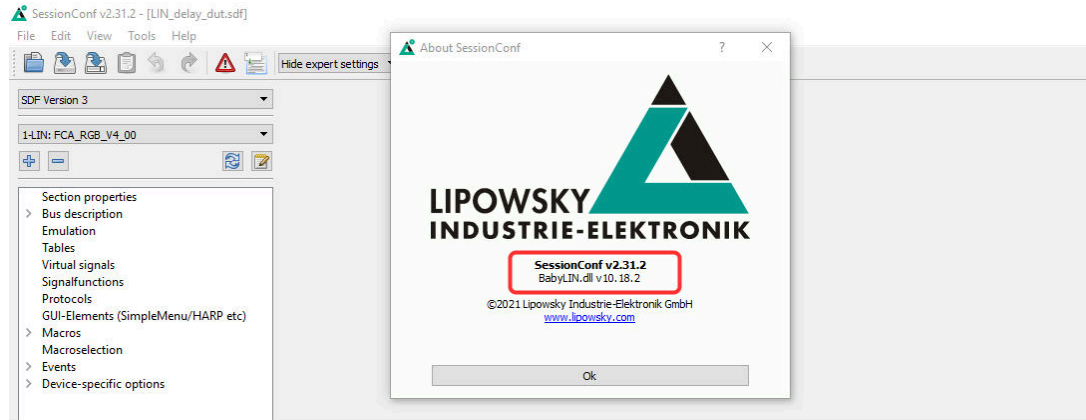 SessionConf v2.31.2 - [LIN_delay_dut.sdf]
File Edit View Tools Help
Hide expert settings
SDF Version 3
1-LIN: FCA_RGB_V4_00
Section properties
Bus description
Emulation
Tables
Virtual signals
Signalfunctions
Protocols
GUI-Elements (SimpleMenu/HARP etc)
Macros
Macroselection
Events
Device-specific options
About SessionConf
LIPOWSKY
INDUSTRIE-ELEKTRONIK
SessionConf v2.31.2
BabyLIN.dll v10.18.2
©2021 Lipowsky Industrie-Elektronik GmbH
www.lipowsky.com
Ok